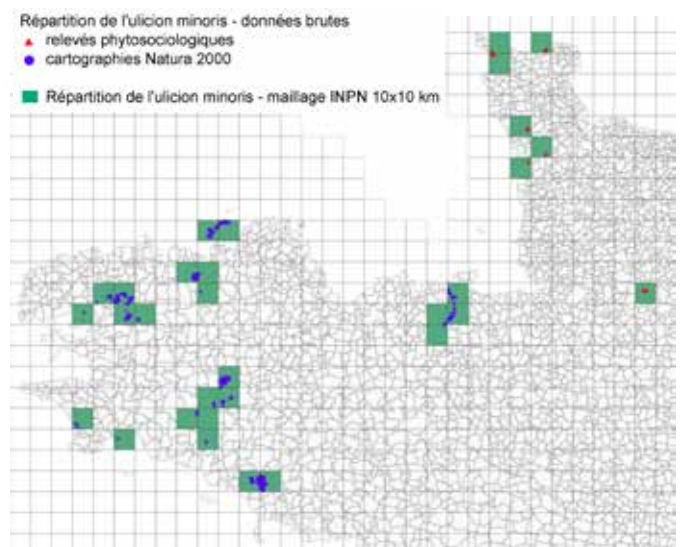 Répartition de l'ulicion minoris - données brutes
relevés phytosociologiques
cartographies Natura 2000
Répartition de l'ulicion minoris - maillage INPN 10x10 km